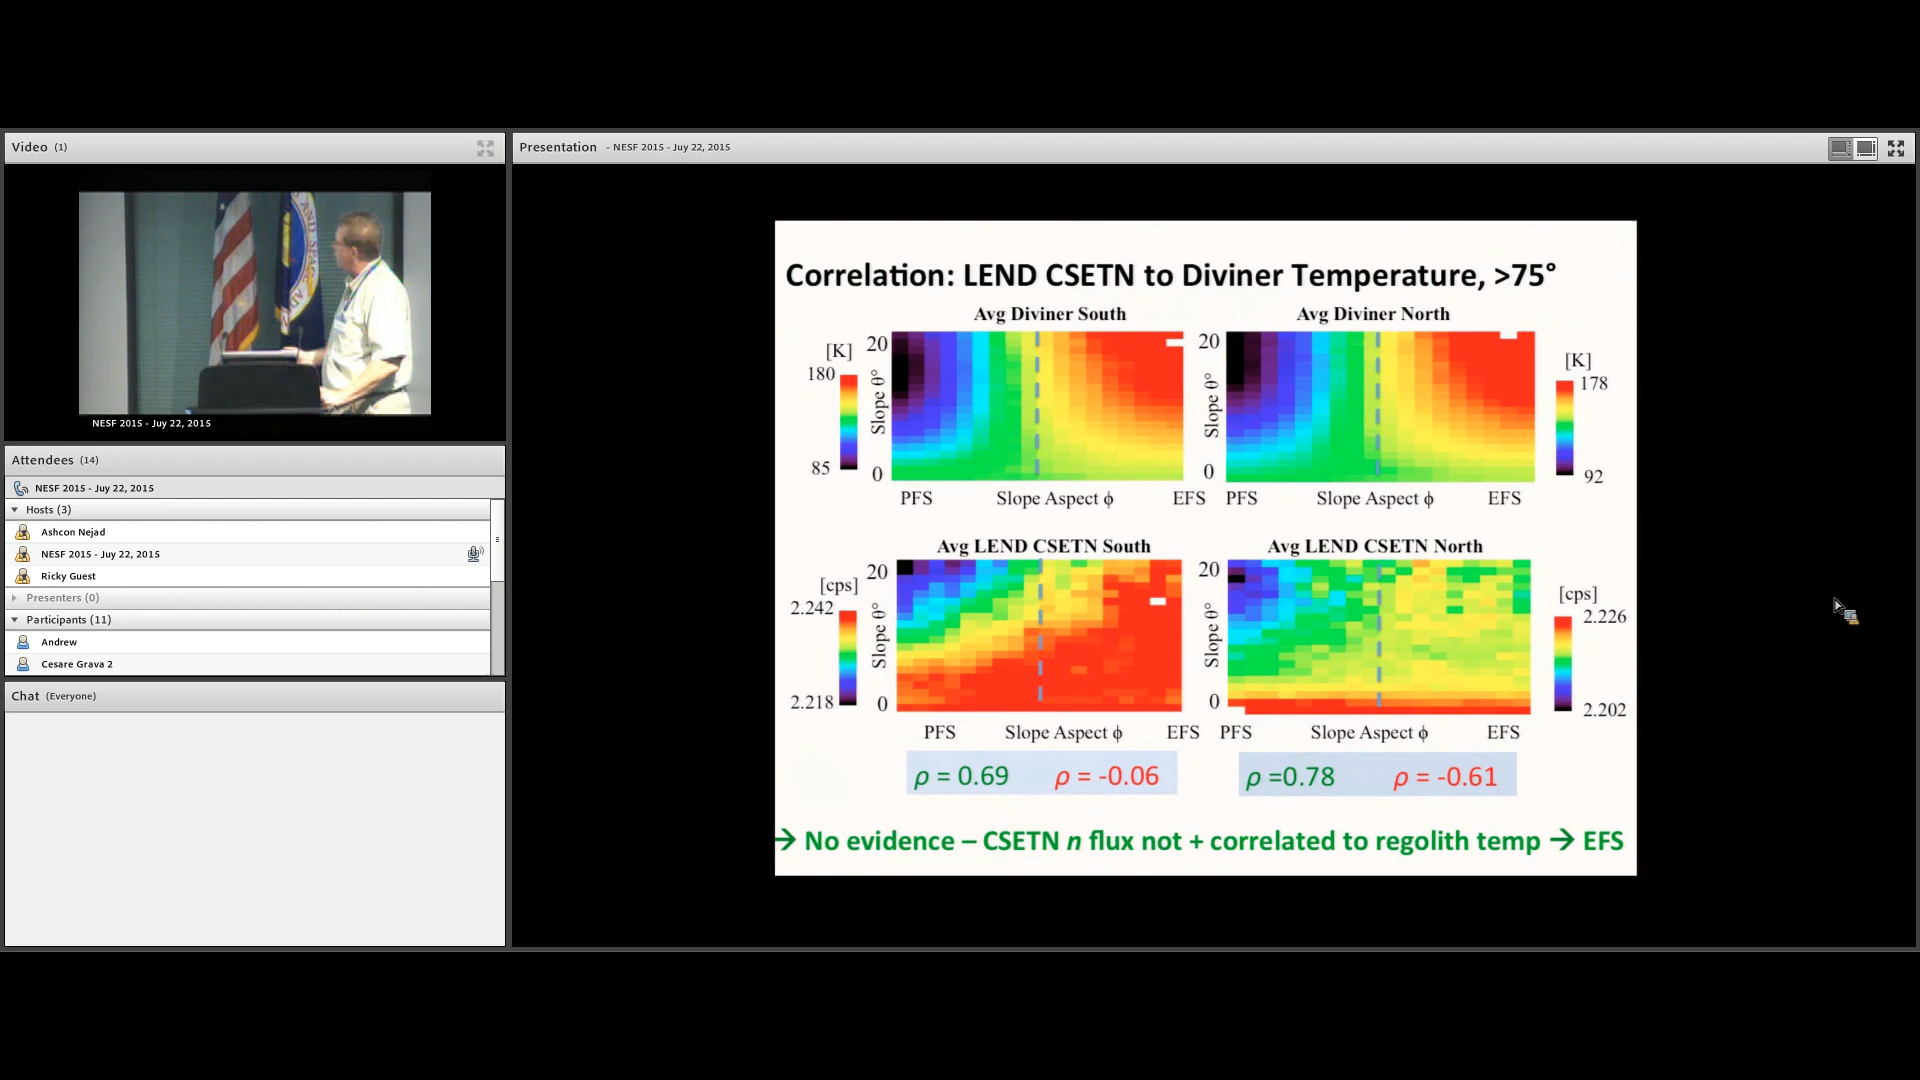 Video (1)
NESF 2015 - Juy 22, 2015
Attendees (14)
NESF 2015 - Juy 22, 2015
Hosts (3)
Ashcon Nejad
NESF 2015 - Juy 22, 2015
Ricky Guest
Presenters (0)
Participants (11)
Andrew
Cesare Grava 2
Chat (Everyone)
Presentation - NESF 2015 - Juy 22, 2015
Correlation: LEND CSETN to Diviner Temperature, >75°
Avg Diviner South
[K]
180
85
20
Slope θ°
0
PFS Slope Aspect ϕ EFS
Avg Diviner North
20
Slope θ°
0
[K]
178
92
PFS Slope Aspect ϕ EFS
Avg LEND CSETN South
[cps]
2.242
2.218
20
Slope θ°
0
PFS Slope Aspect ϕ EFS
Avg LEND CSETN North
20
Slope θ°
0
[cps]
2.226
2.202
PFS Slope Aspect ϕ EFS
ρ = 0.69 ρ = -0.06
ρ =0.78 ρ = -0.61
→ No evidence – CSETN n flux not + correlated to regolith temp → EFS